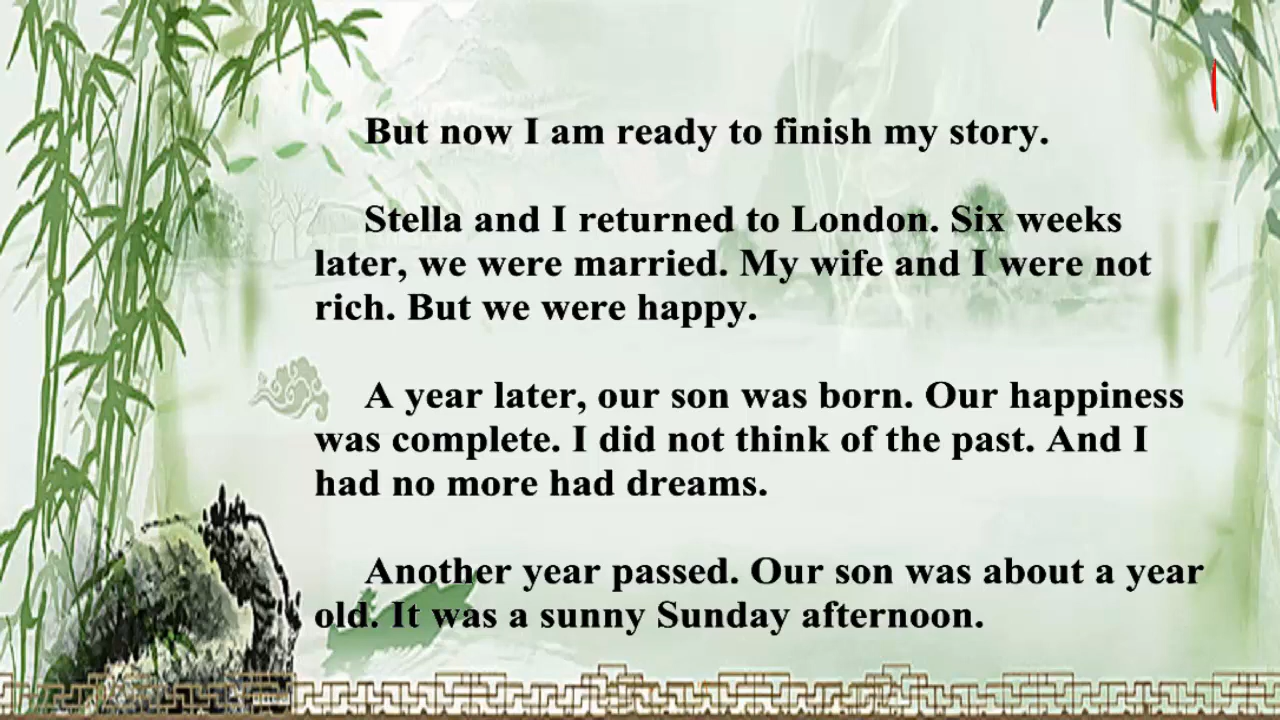 But now I am ready to finish my story.
Stella and I returned to London. Six weeks
later, we were married. My wife and I were not
rich. But we were happy.
A year later, our son was born. Our happiness
was complete. I did not think of the past. And I
had no more had dreams.
Another year passed. Our son was about a year
old. It was a sunny Sunday afternoon.